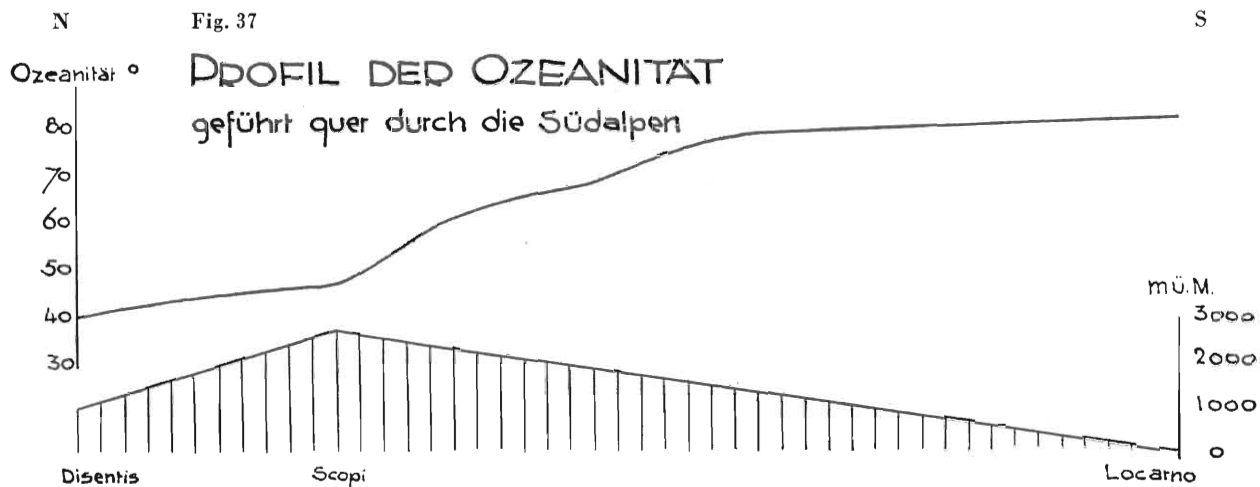 N Fig. 37 S
Ozeanität ° PROFIL DER OZEANITÄT
geführt quer durch die Südalpen
80
70
60
50
40
30
mü.M.
3000
2000
1000
0
Disentis Scopi Locarno